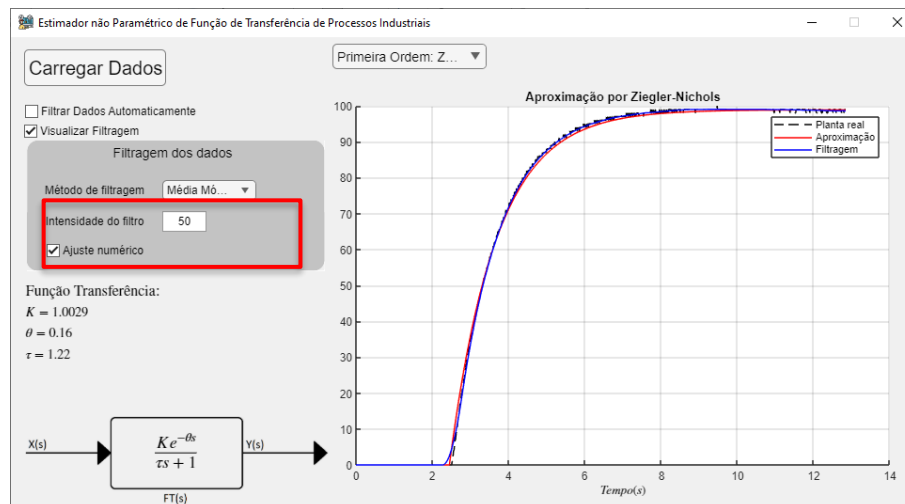 Estimador não Paramétrico de Função de Transferência de Processos Industriais
Carregar Dados
Primeira Ordem: Z...
Filtrar Dados Automaticamente
Visualizar Filtragem
Filtragem dos dados
Método de filtragem
Média Mó...
Intensidade do filtro
50
Ajuste numérico
Função Transferência:
K = 1.0029
θ = 0.16
τ = 1.22
X(s)
Ke^{-θs}
τs + 1
Y(s)
FT(s)
Aproximação por Ziegler-Nichols
Planta real
Aproximação
Filtragem
100
90
80
70
60
50
40
30
20
10
0
0 2 4 6 8 10 12 14
Tempo(s)